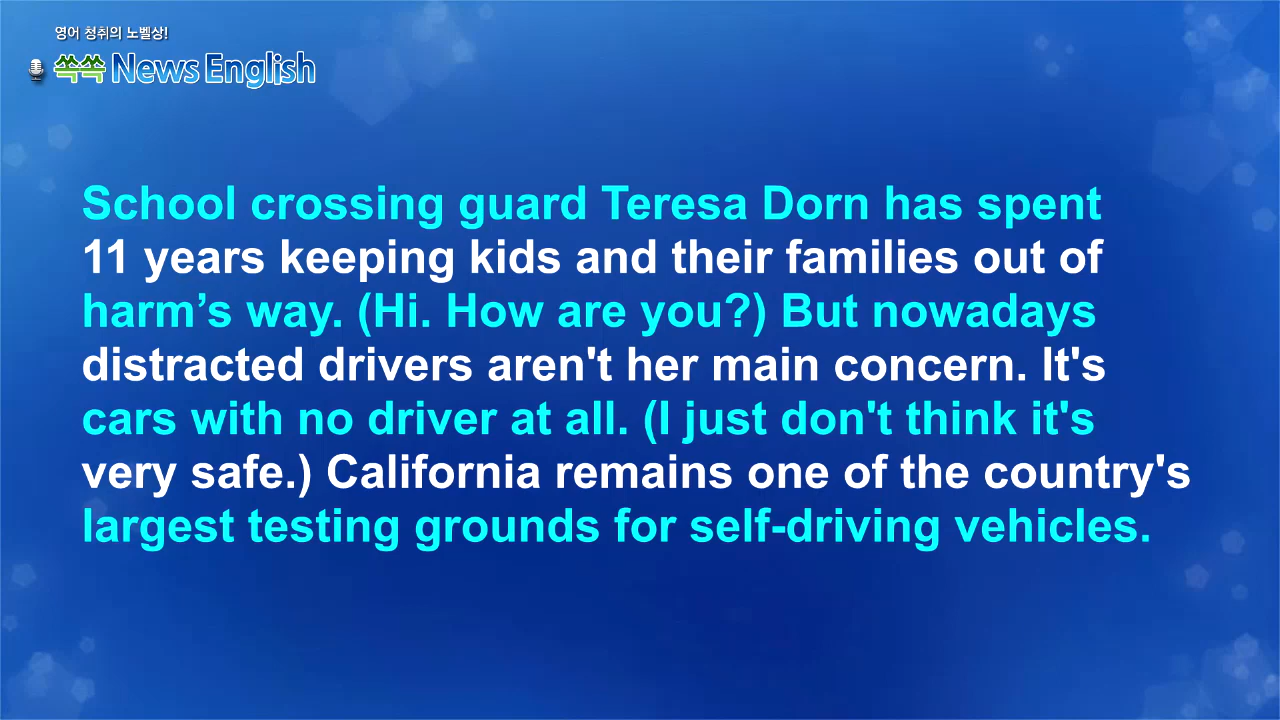 영어 청취의 노벨상!
쏙쏙 News English
School crossing guard Teresa Dorn has spent
11 years keeping kids and their families out of
harm’s way. (Hi. How are you?) But nowadays
distracted drivers aren't her main concern. It's
cars with no driver at all. (I just don't think it's
very safe.) California remains one of the country's
largest testing grounds for self-driving vehicles.